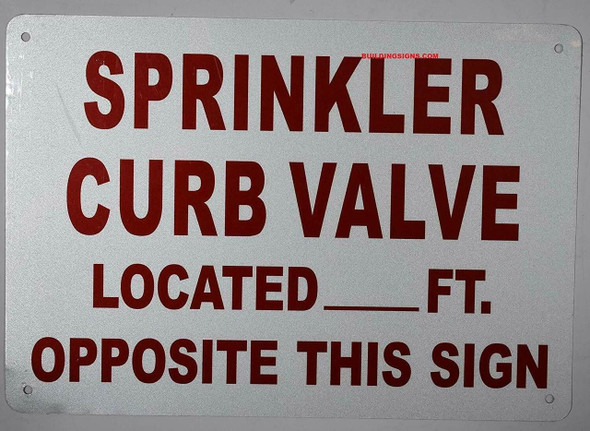 BUILDINGSIGNS.COM
SPRINKLER
CURB VALVE
LOCATED____FT.
OPPOSITE THIS SIGN